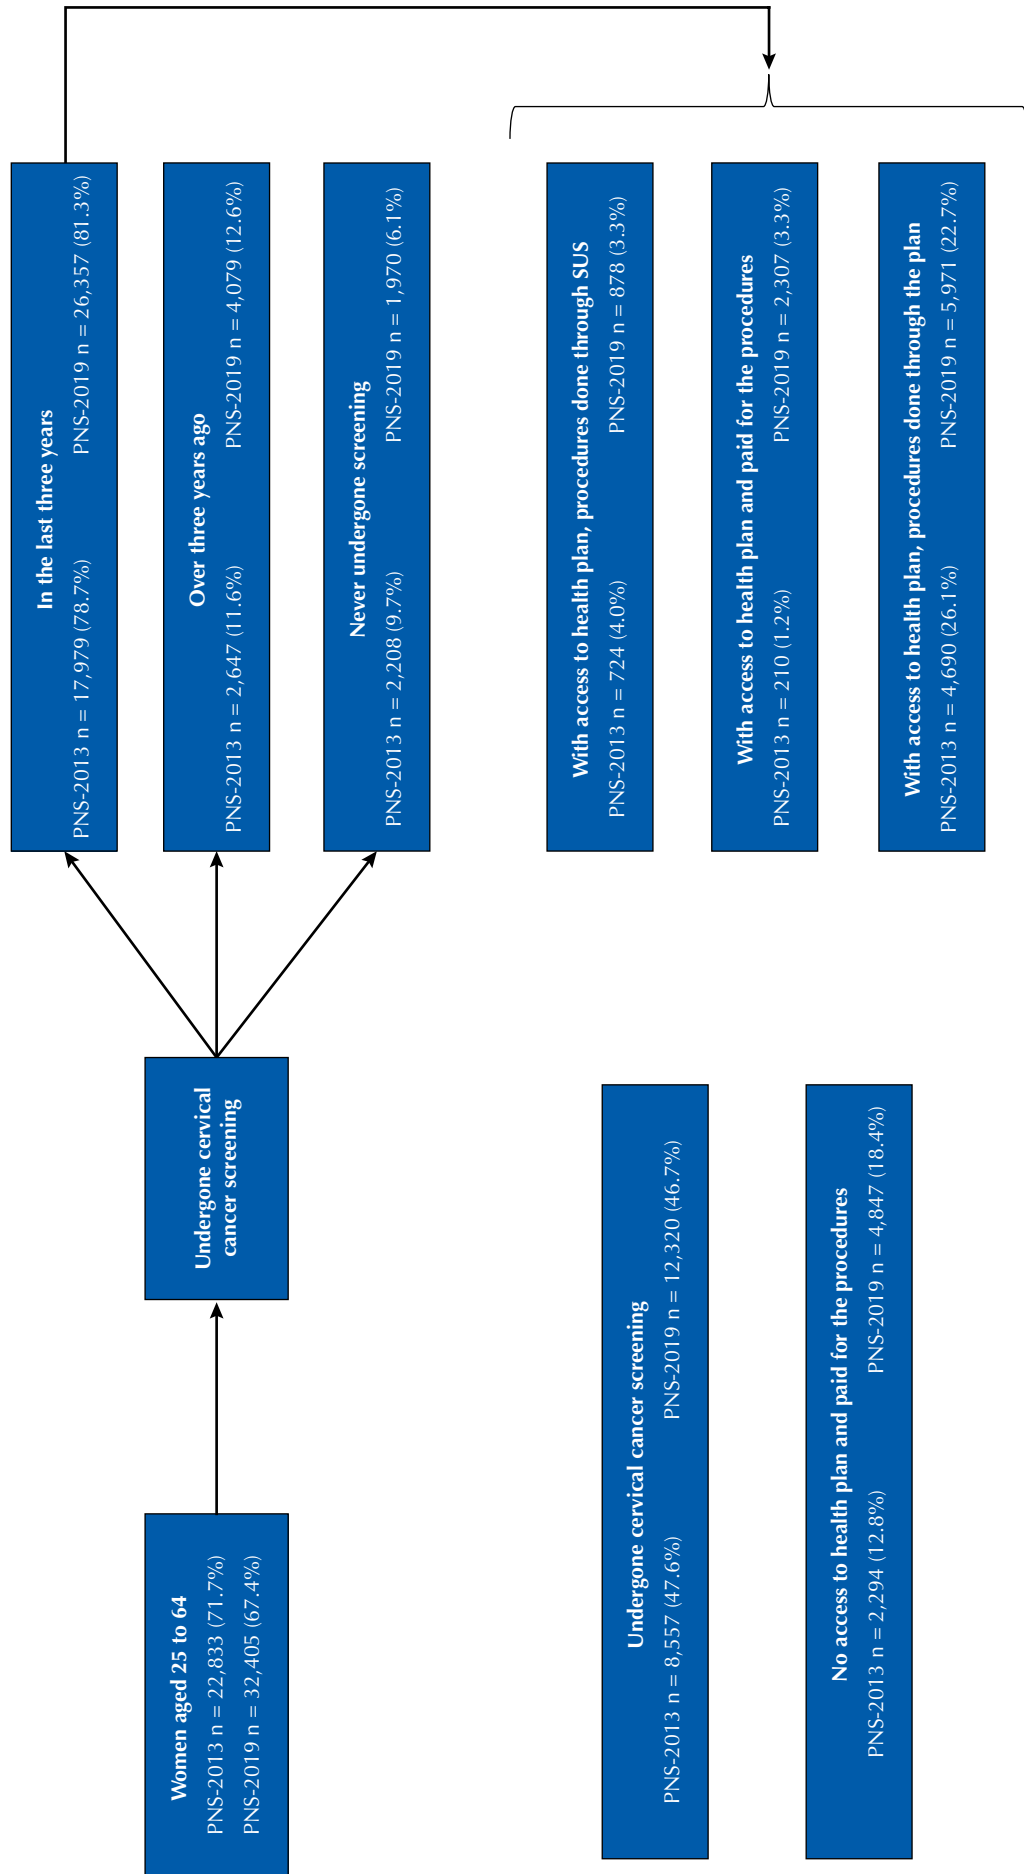 Women aged 25 to 64
PNS-2013 n = 22,833 (71.7%)
PNS-2019 n = 32,405 (67.4%)
Undergone cervical
cancer screening
In the last three years
PNS-2013 n = 17,979 (78.7%) PNS-2019 n = 26,357 (81.3%)
Over three years ago
PNS-2013 n = 2,647 (11.6%) PNS-2019 n = 4,079 (12.6%)
Never undergone screening
PNS-2013 n = 2,208 (9.7%) PNS-2019 n = 1,970 (6.1%)
Undergone cervical cancer screening
PNS-2013 n = 8,557 (47.6%) PNS-2019 n = 12,320 (46.7%)
No access to health plan and paid for the procedures
PNS-2013 n = 2,294 (12.8%) PNS-2019 n = 4,847 (18.4%)
With access to health plan, procedures done through SUS
PNS-2013 n = 724 (4.0%) PNS-2019 n = 878 (3.3%)
With access to health plan and paid for the procedures
PNS-2013 n = 210 (1.2%) PNS-2019 n = 2,307 (3.3%)
With access to health plan, procedures done through the plan
PNS-2013 n = 4,690 (26.1%) PNS-2019 n = 5,971 (22.7%)